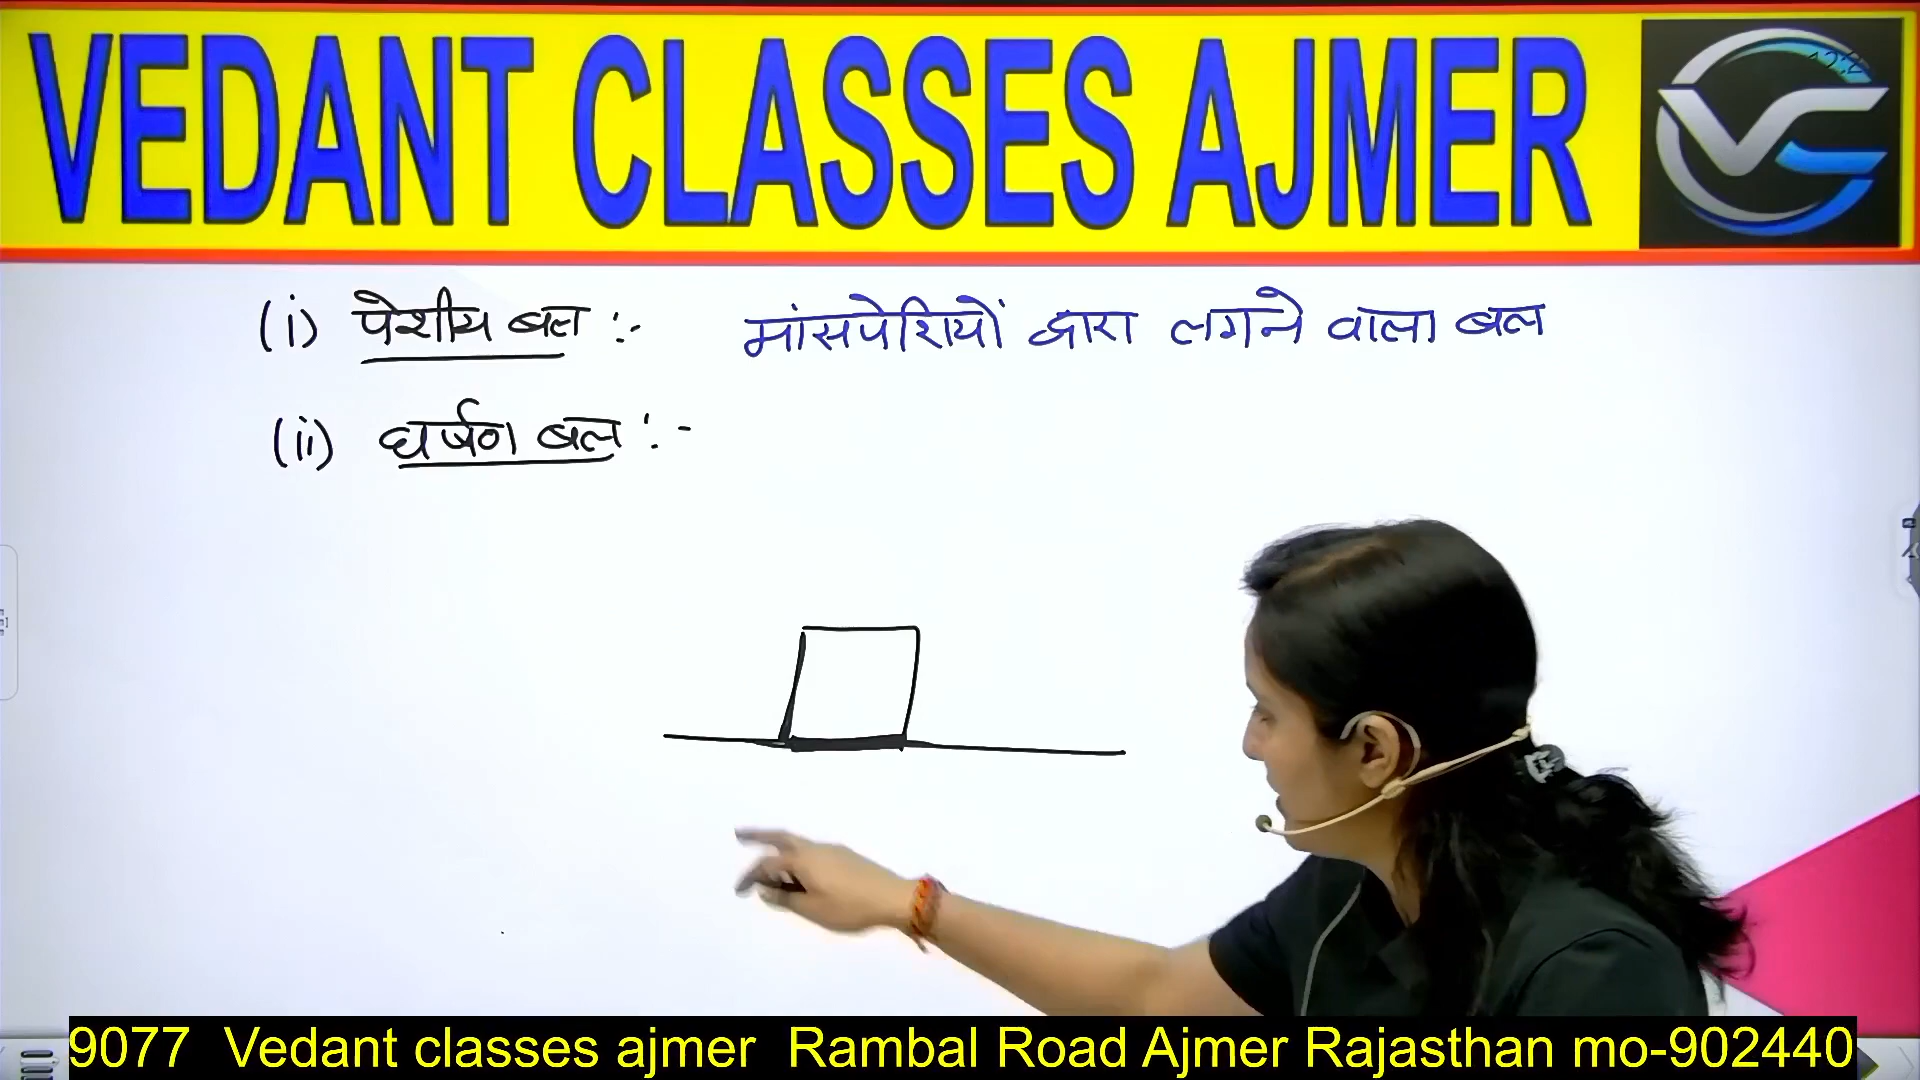 VEDANT CLASSES AJMER
VC
(i) पेशीय बल :- मांसपेशियों द्वारा लगने वाला बल
(ii) घर्षण बल :-
9077 Vedant classes ajmer Rambal Road Ajmer Rajasthan mo-902440